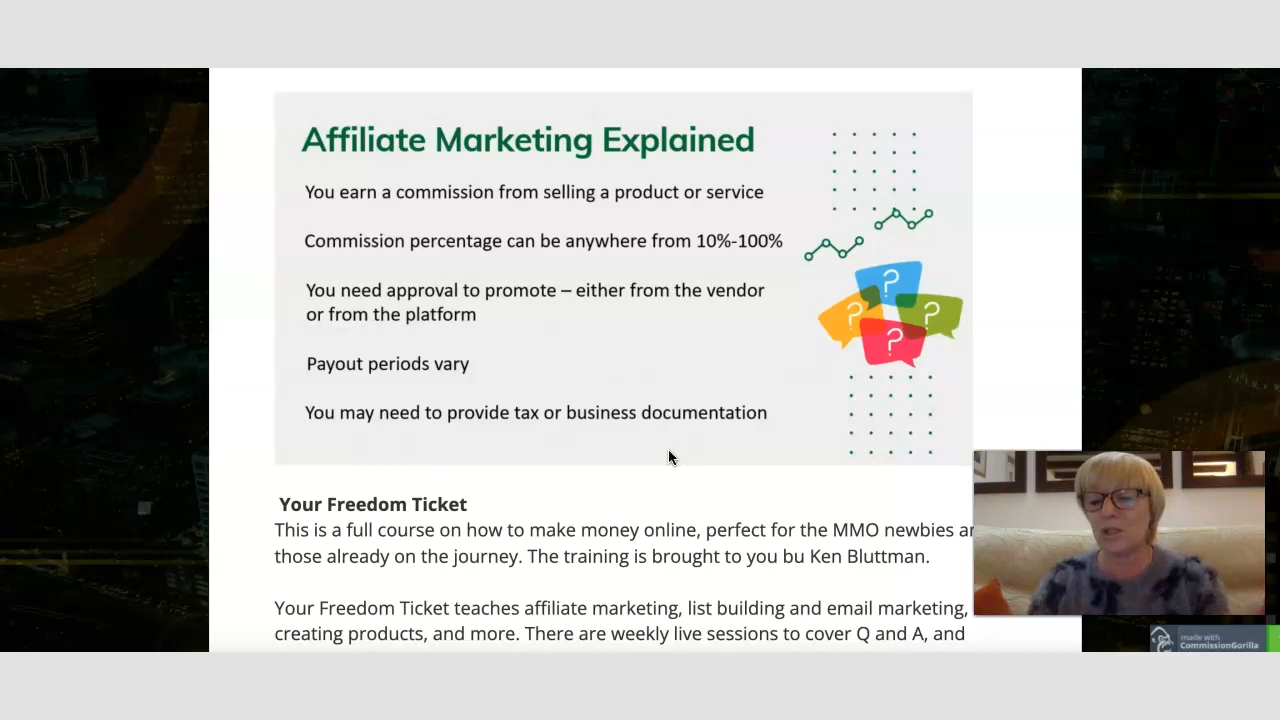 Affiliate Marketing Explained
You earn a commission from selling a product or service
Commission percentage can be anywhere from 10%-100%
You need approval to promote – either from the vendor
or from the platform
Payout periods vary
You may need to provide tax or business documentation
? ? ? ?
Your Freedom Ticket
This is a full course on how to make money online, perfect for the MMO newbies
those already on the journey. The training is brought to you bu Ken Bluttman.
Your Freedom Ticket teaches affiliate marketing, list building and email marketing,
creating products, and more. There are weekly live sessions to cover Q and A, and
made with
CommissionGorilla